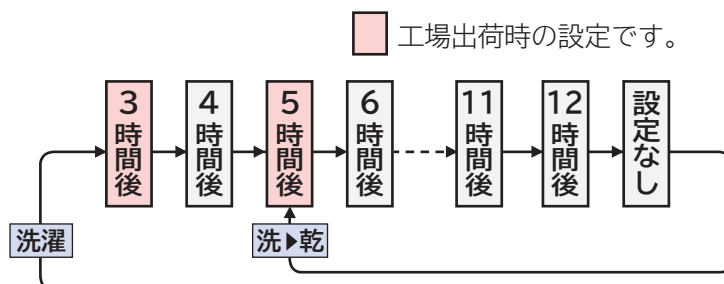 工場出荷時の設定です。
3時間後
4時間後
5時間後
6時間後
11時間後
12時間後
設定なし
洗濯
洗▶乾